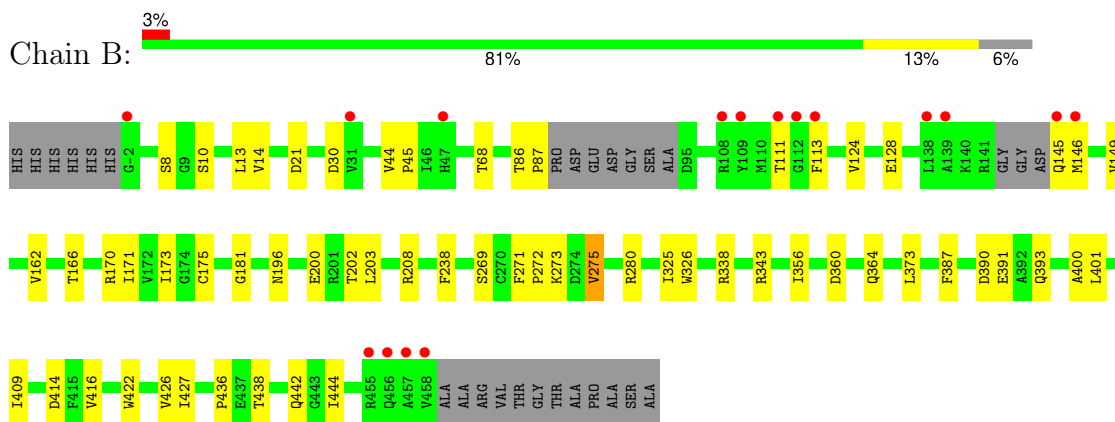 3%
Chain B:
81% 13% 6%
HIS HIS HIS HIS HIS HIS G-2 S8 G9 S10 L13 V14 D21 D30 V31 V44 P45 I46 H47 T68 T86 P87 PRO ASP GLU ASP GLY SER ALA D95 R108 Y109 M110 T111 G112 F113 V124 E128 L138 A139 K140 R141 GLY GLY ASP Q145 M146 V149
V162 T166 R170 I171 V172 I173 G174 C175 G181 N196 E200 R201 T202 L203 R208 F238 S269 C270 F271 P272 K273 D274 V275 R280 I325 W326 R338 R343 I356 D360 Q364 L373 F387 D390 E391 A392 Q393 A400 L401
I409 D414 F415 V416 W422 V426 I427 P436 E437 T438 Q442 G443 I444 R455 Q456 A457 V458 ALA ALA ARG VAL THR GLY THR ALA PRO ALA SER ALA